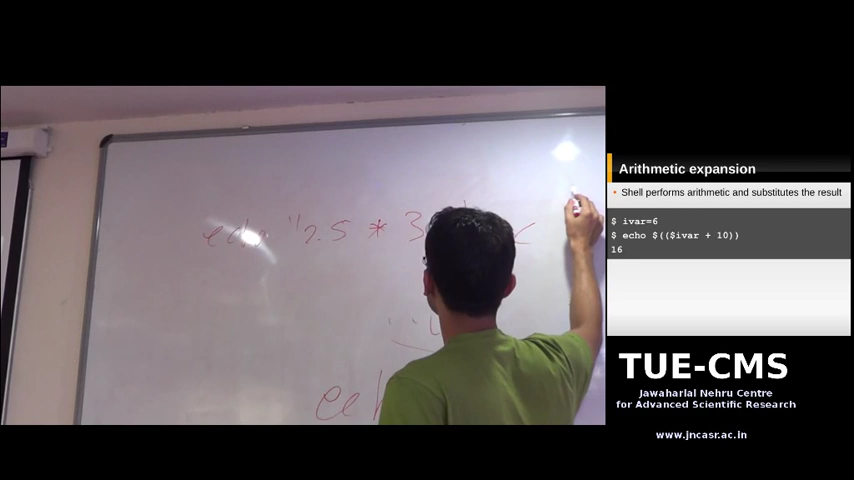 echo "2.5 * 3
Arithmetic expansion
Shell performs arithmetic and substitutes the result
$ ivar=6
$ echo $(($ivar + 10))
16
TUE-CMS
Jawaharlal Nehru Centre
for Advanced Scientific Research
www.jncasr.ac.in